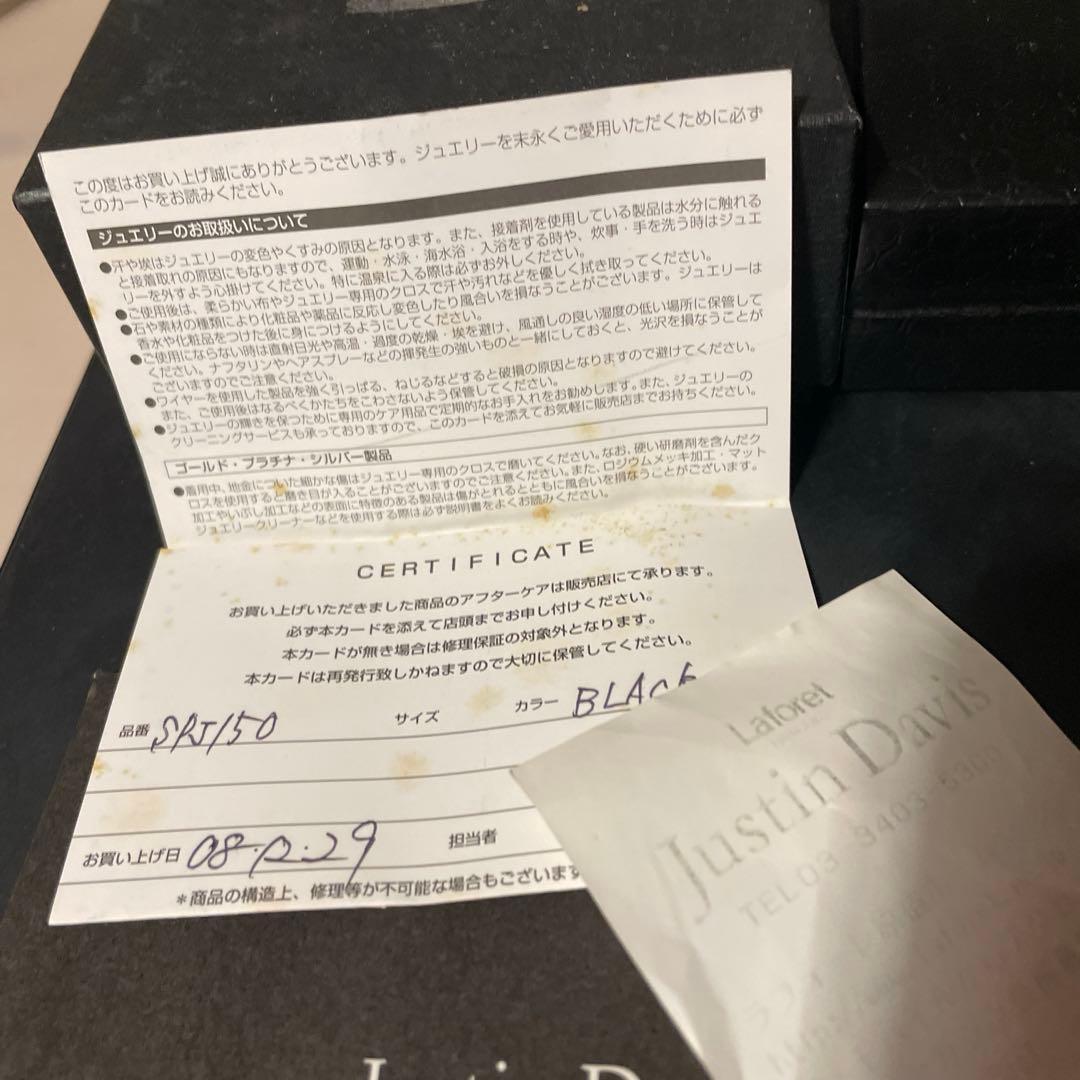 この度はお買い上げ誠にありがとうございます。ジュエリーを末永くご愛用いただくために必ず
このカードをお読みください。
ジュエリーのお取扱いについて
●汗や埃はジュエリーの変色やくすみの原因となります。また、接着剤を使用している製品は水分に触れる
と接着取れの原因にもなりますので、運動・水泳・海水浴・入浴をする時や、炊事・手を洗う時はジュエ
リーを外すよう心掛けてください。特に温泉に入る際は必ずお外しください。
●ご使用後は、柔らかい布やジュエリー専用のクロスで汗や汚れなどを優しく拭き取ってください。
●石や素材の種類により化粧品や薬品に反応し変色したり風合いを損なうことがございます。ジュエリーは
香水や化粧品をつけた後に身につけるようにしてください。
●ご使用にならない時は直射日光や高温・過度の乾燥・埃を避け、風通しの良い湿度の低い場所に保管して
ください。ナフタリンやヘアスプレーなどの揮発生の強いものと一緒にしておくと、光沢を損なうことが
ございますのでご注意ください。
●ワイヤーを使用した製品を強く引っぱる、ねじるなどすると破損の原因となりますので避けてください。
また、ご使用後はなるべくかたちをこわさないよう保管してください。
●ジュエリーの輝きを保つために専用のケア用品で定期的なお手入れをお勧めします。また、ジュエリーの
クリーニングサービスも承っておりますので、このカードを添えてお気軽に販売店までお持ちください。
ゴールド・プラチナ・シルバー製品
●着用中、地金についた細かな傷はジュエリー専用のクロスで磨いてください。なお、硬い研磨剤を含んだク
ロスを使用すると磨き目が入ることがございますのでご注意ください。また、ロジウムメッキ加工・マット
加工やいぶし加工などの表面に特徴のある製品は傷がとれるとともに風合いを損なうことがございます。
ジュエリークリーナーなどを使用する際は必ず説明書をよくお読みください。
CERTIFICATE
お買い上げいただきました商品のアフターケアは販売店にて承ります。
必ず本カードを添えて店頭までお申し付けください。
本カードが無き場合は修理保証の対象外となります。
本カードは再発行致しかねますので大切に保管してください。
品番 SRJ150 サイズ カラー BLACK
お買い上げ日 08.12.29 担当者
*商品の構造上、修理等が不可能な場合もございます
Laforet
Justin Davis
TEL03-3403-5300
Justin D